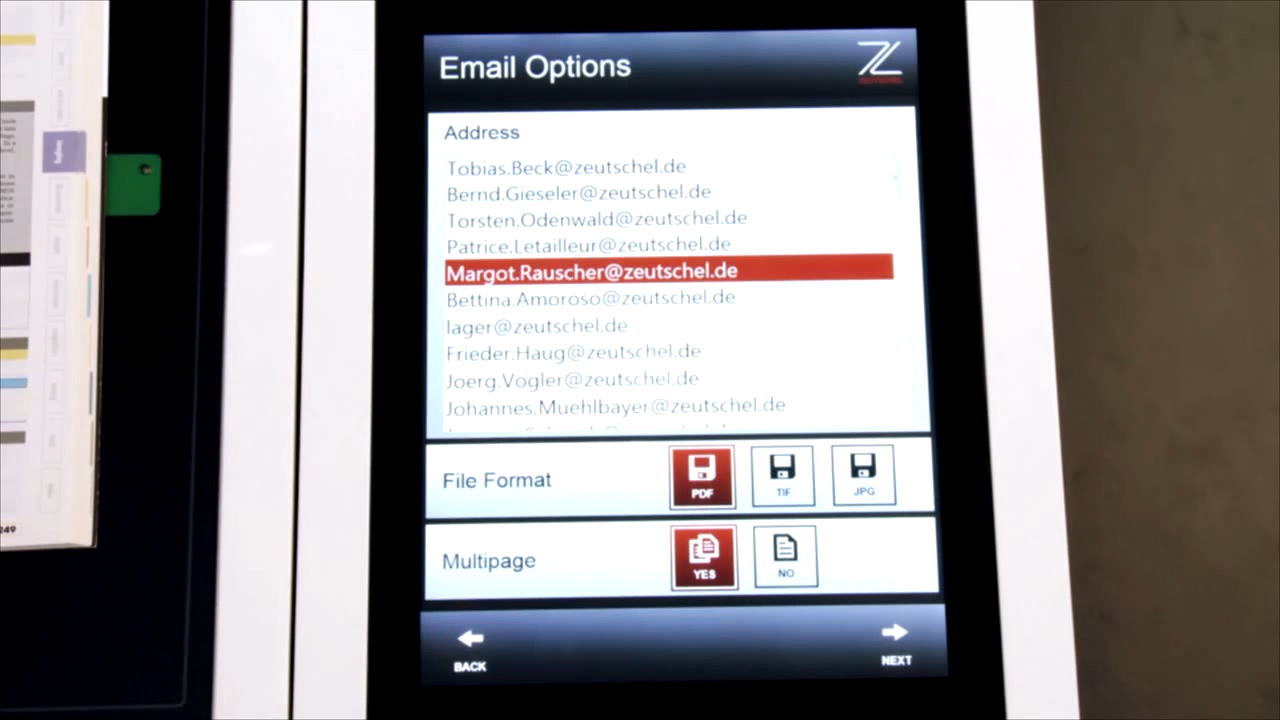 Email Options
ZEUTSCHEL
Address
Tobias.Beck@zeutschel.de
Bernd.Gieseler@zeutschel.de
Torsten.Odenwald@zeutschel.de
Patrice.Letailleur@zeutschel.de
Margot.Rauscher@zeutschel.de
Bettina.Amoroso@zeutschel.de
lager@zeutschel.de
Frieder.Haug@zeutschel.de
Joerg.Vogler@zeutschel.de
Johannes.Muehlbayer@zeutschel.de
File Format
PDF
TIF
JPG
Multipage
YES
NO
BACK
NEXT
249